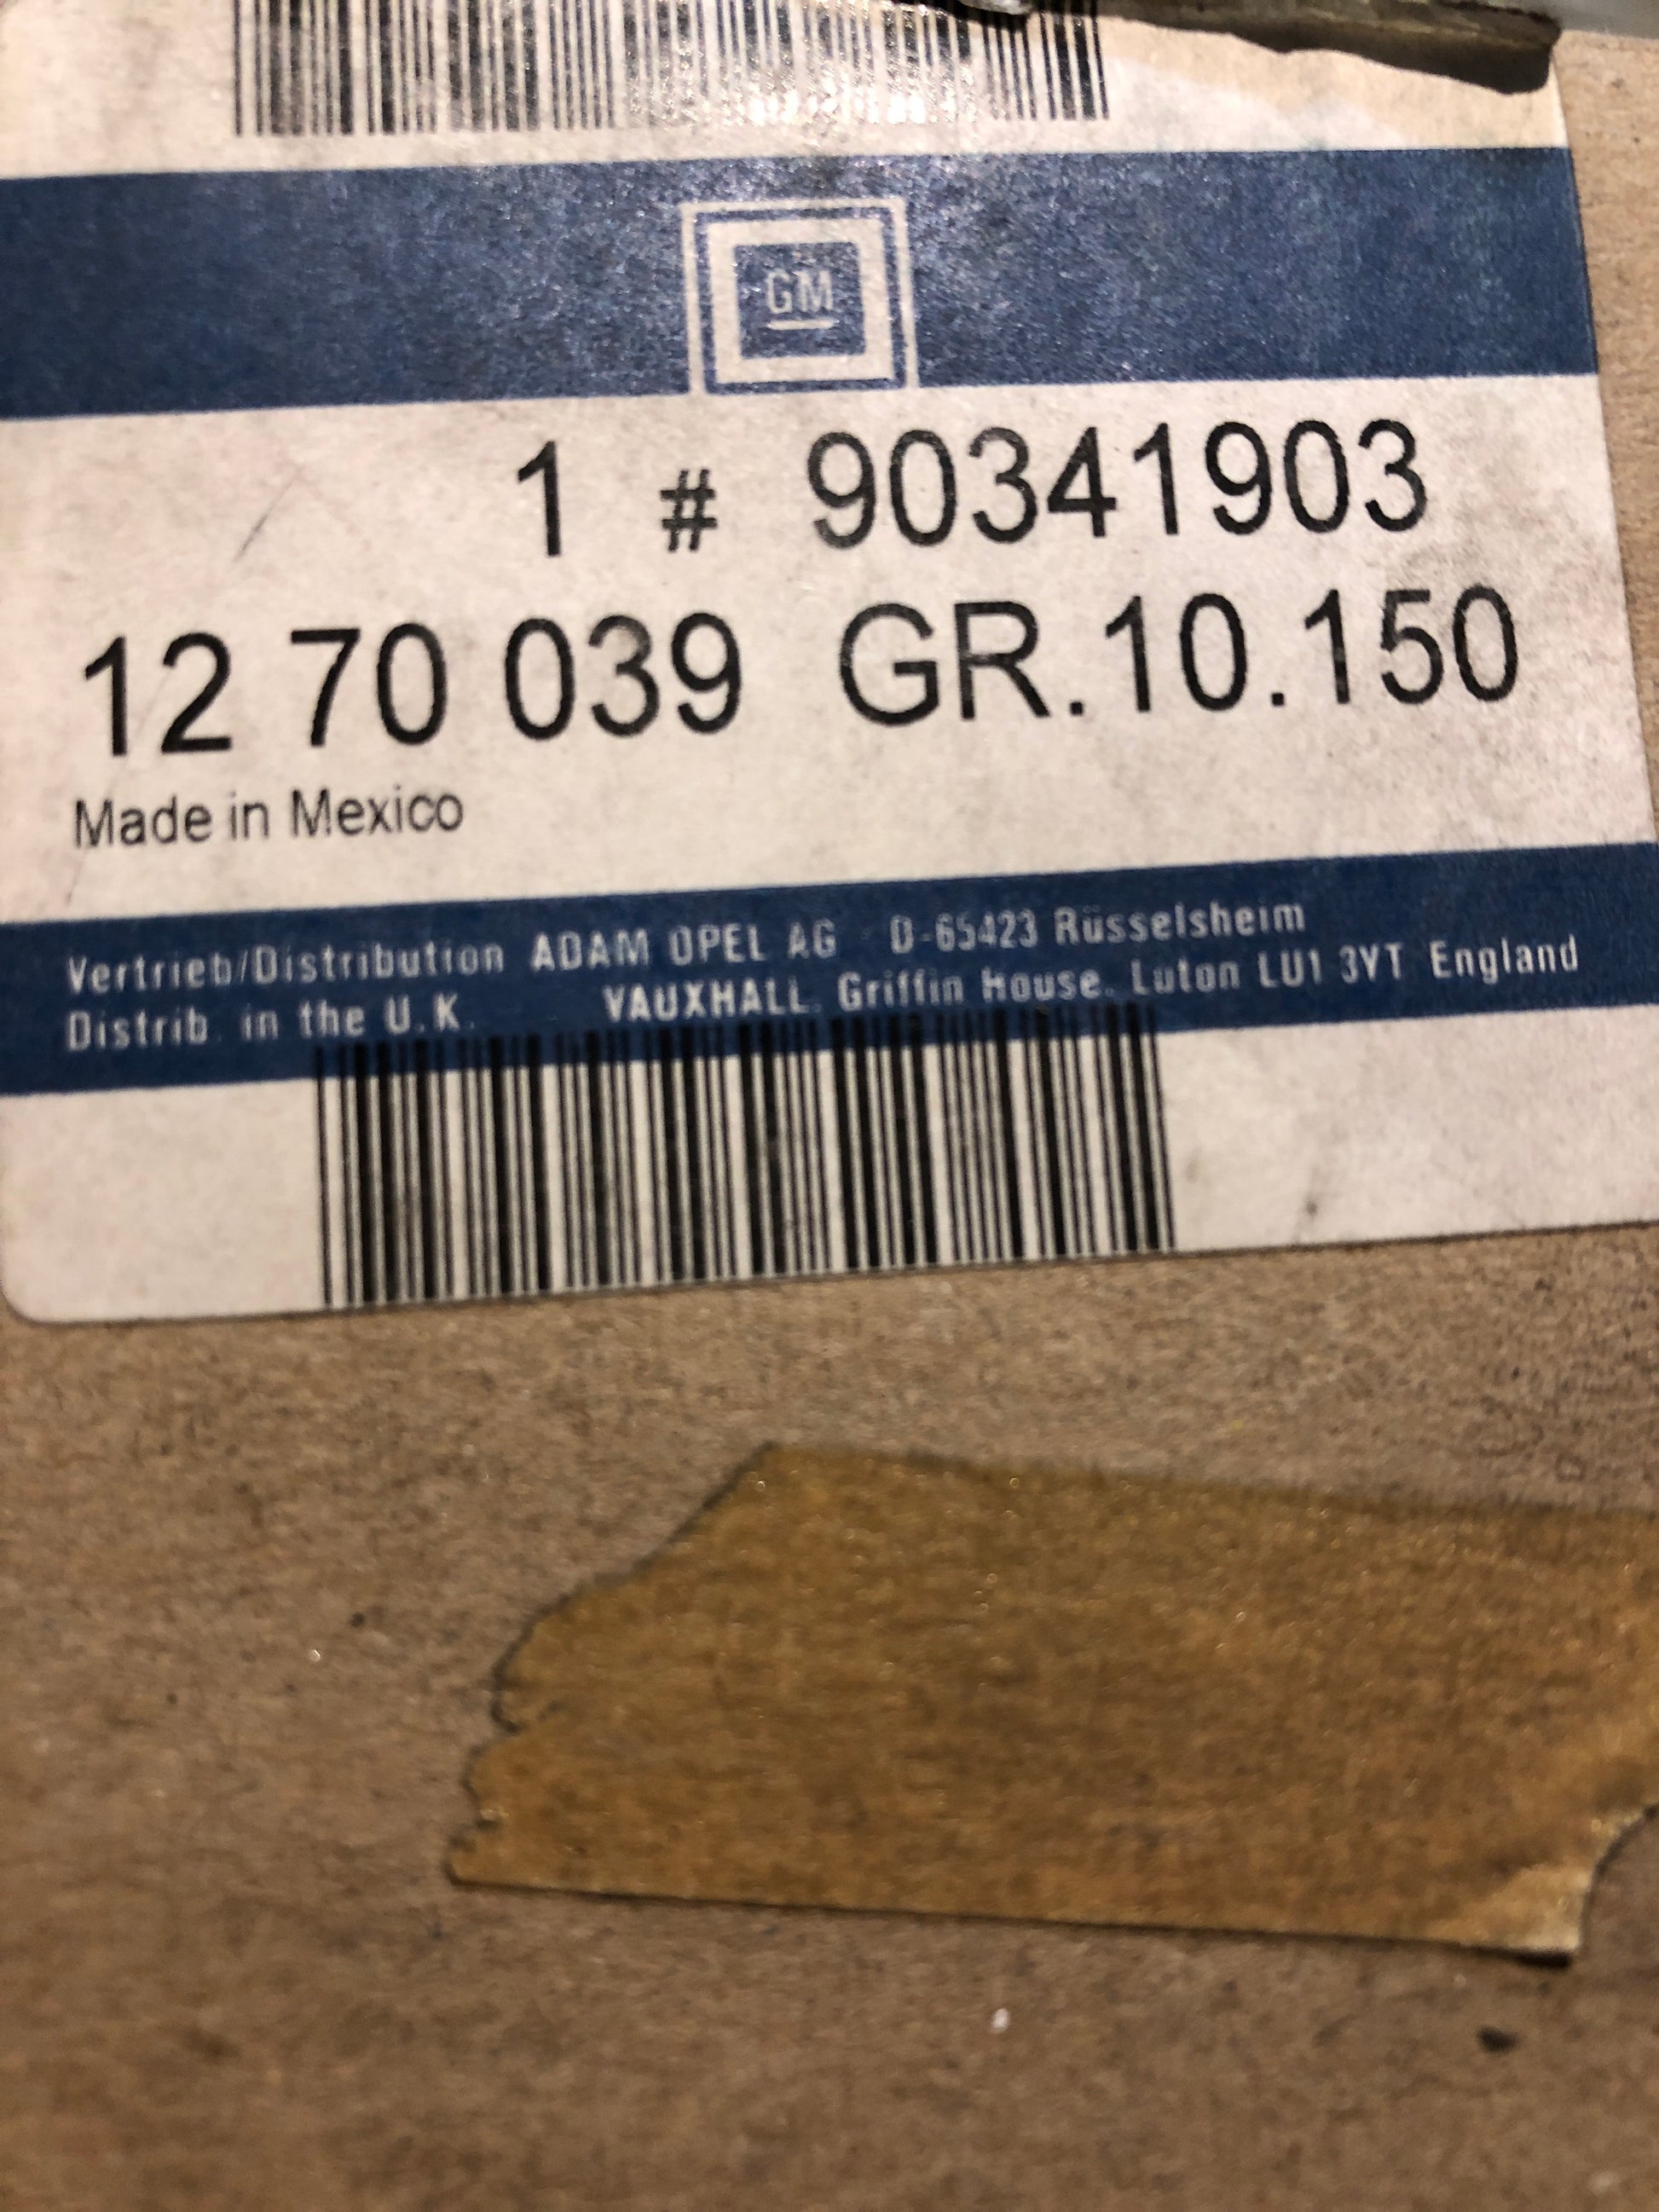 GM
1 # 90341903
12 70 039 GR.10.150
Made in Mexico
Vertrieb/Distribution ADAM OPEL AG D-65423 Rüsselsheim
Distrib. in the U.K. VAUXHALL. Griffin House. Luton LU1 3YT England